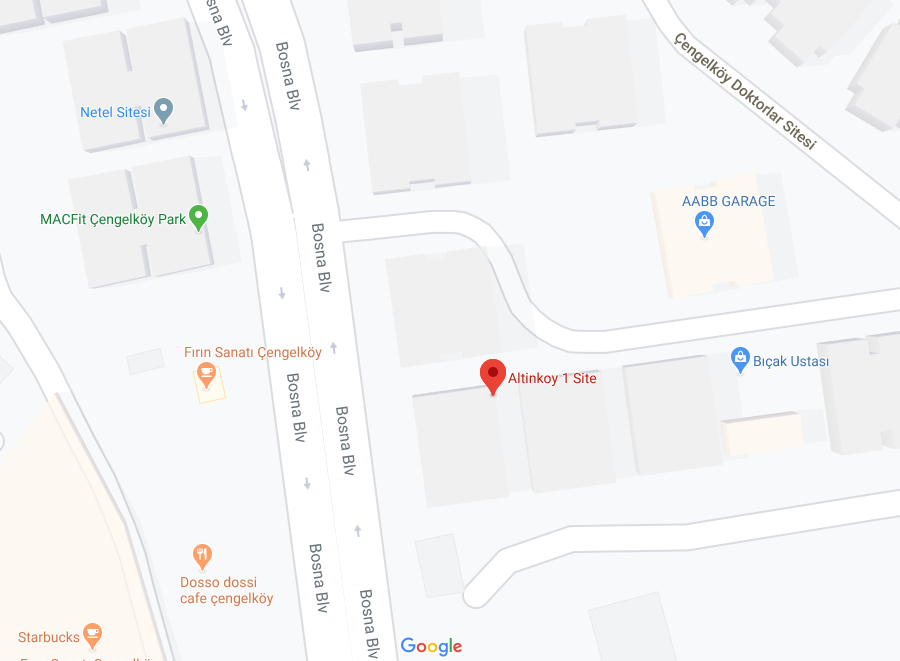 Bosna Blv
Bosna Blv
Çengelköy Doktorlar Sitesi
Netel Sitesi
AABB GARAGE
MACFit Çengelköy Park
Bosna Blv
Fırın Sanatı Çengelköy
Bıçak Ustası
Altinkoy 1 Site
Bosna Blv
Bosna Blv
Dosso dossi
cafe çengelköy
Bosna Blv
Bosna Blv
Starbucks
Google